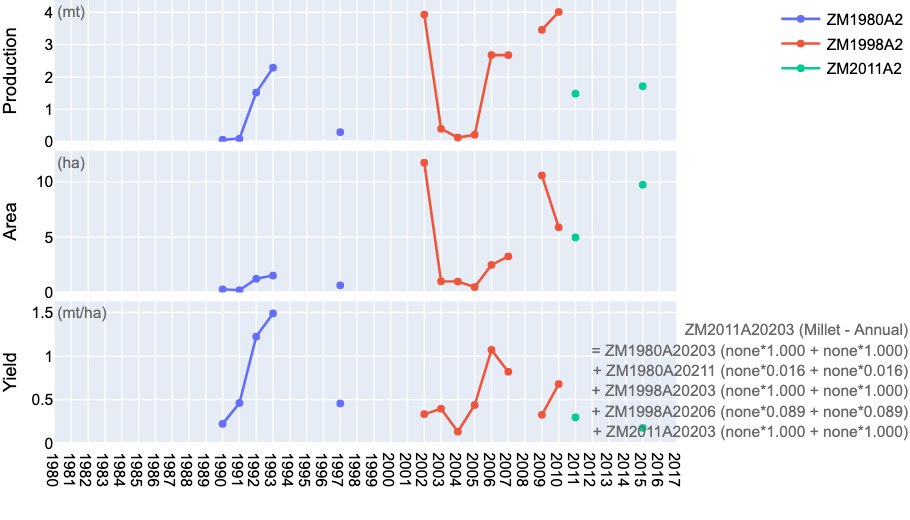 4 (mt)
3
2
1
0
Production
ZM1980A2
ZM1998A2
ZM2011A2
(ha)
10
5
0
Area
1.5 (mt/ha)
1
0.5
0
Yield
ZM2011A20203 (Millet - Annual)
= ZM1980A20203 (none*1.000 + none*1.000)
+ ZM1980A20211 (none*0.016 + none*0.016)
+ ZM1998A20203 (none*1.000 + none*1.000)
+ ZM1998A20206 (none*0.089 + none*0.089)
+ ZM2011A20203 (none*1.000 + none*1.000)
1980 1981 1982 1983 1984 1985 1986 1987 1988 1989 1990 1991 1992 1993 1994 1995 1996 1997 1998 1999 2000 2001 2002 2003 2004 2005 2006 2007 2008 2009 2010 2011 2012 2013 2014 2015 2016 2017